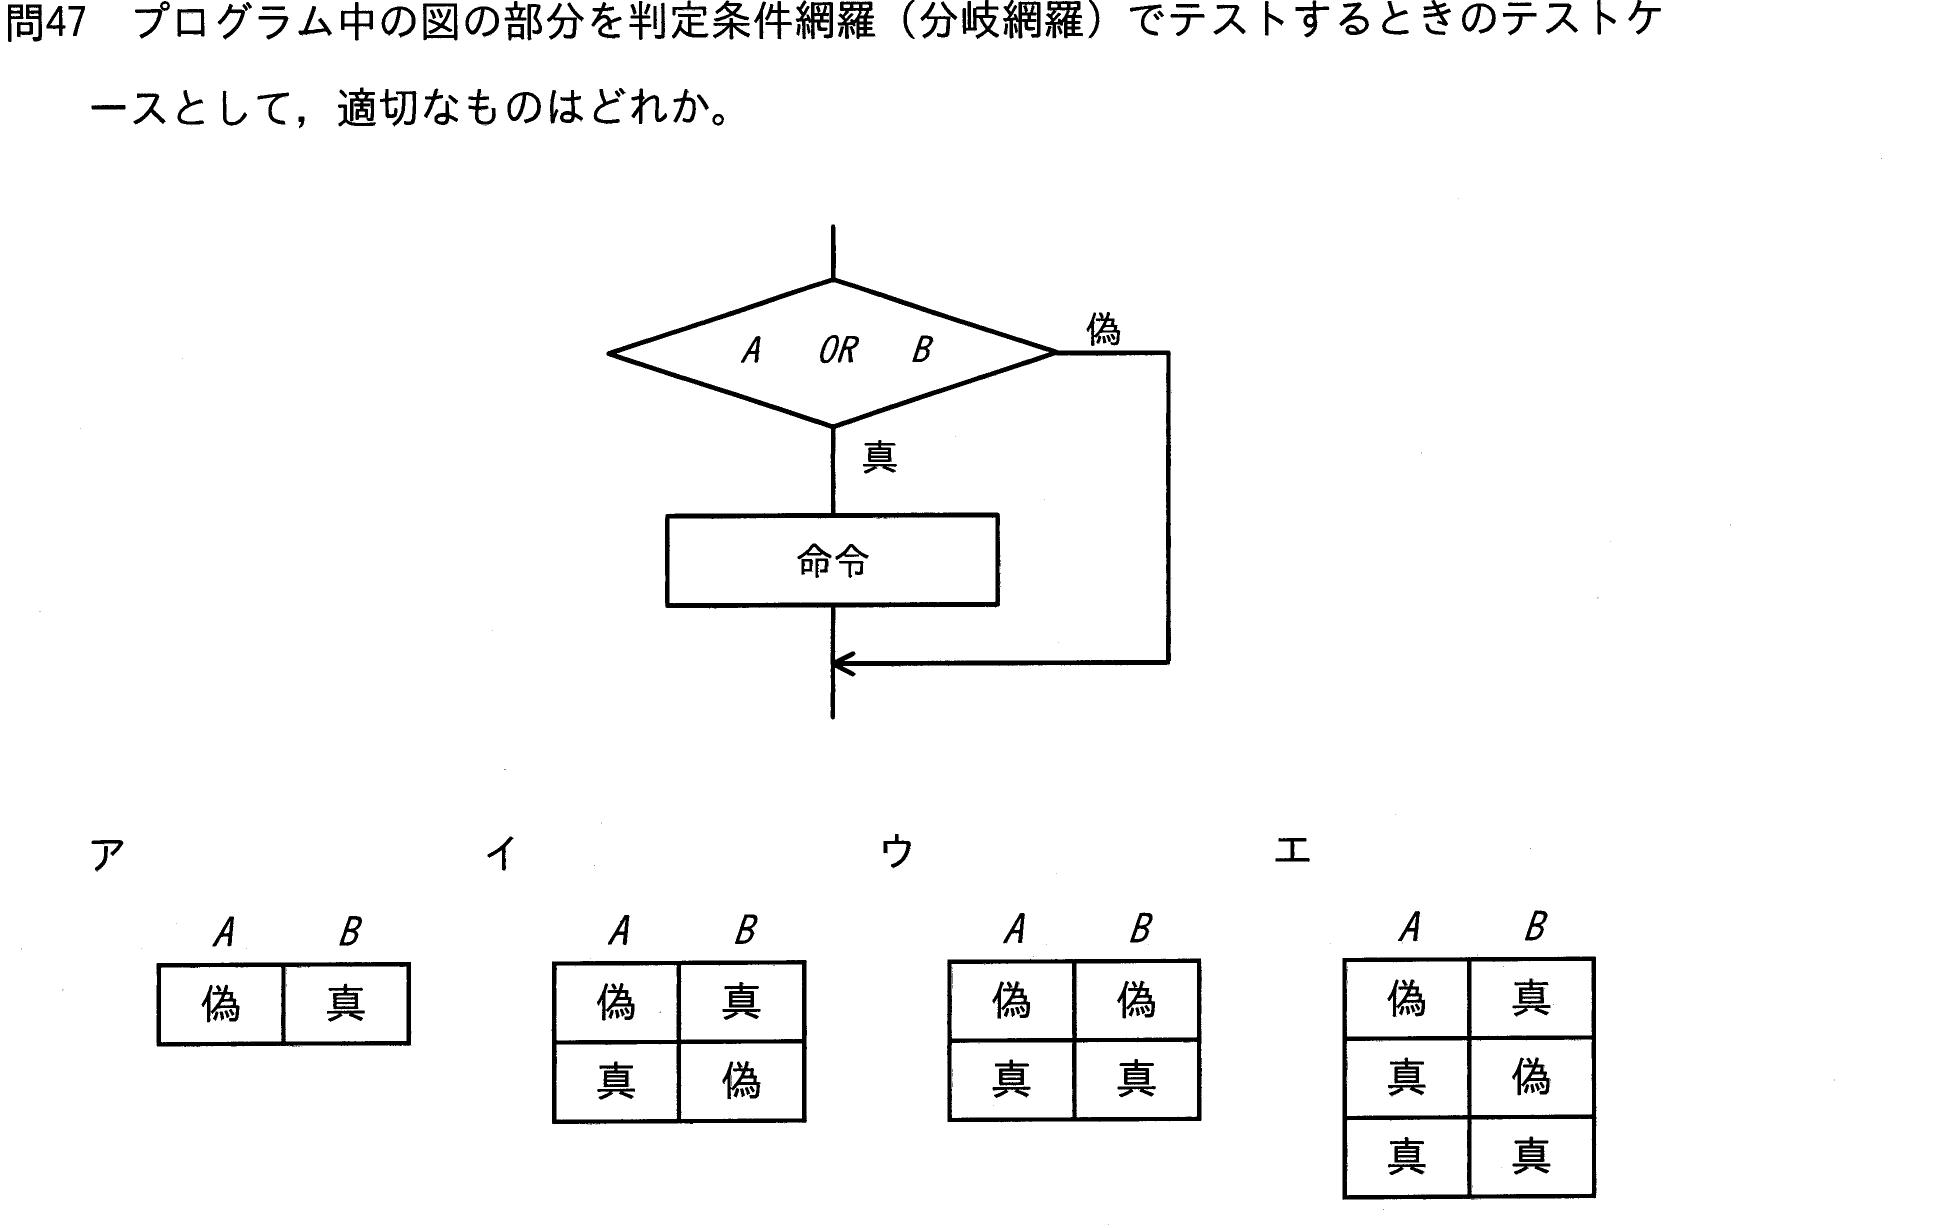 問47　プログラム中の図の部分を判定条件網羅（分岐網羅）でテストするときのテストケ
ースとして，適切なものはどれか。
A　OR　B
偽
真
命令
ア　イ　ウ　エ
A　B　A　B　A　B　A　B
偽　真　偽　真　偽　偽　偽　真
真　偽　真　真　真　偽
真　真